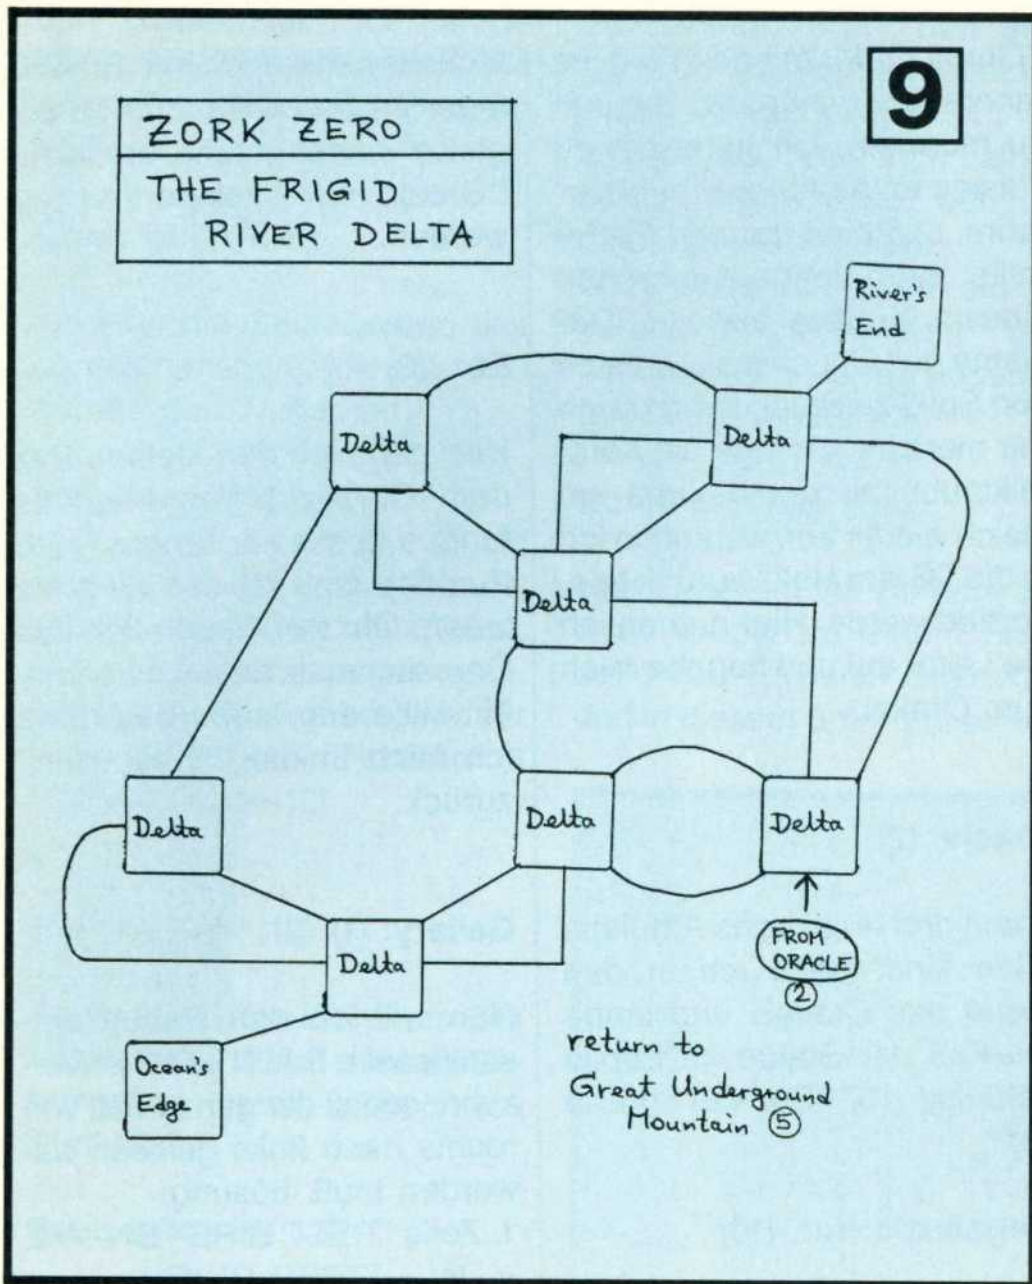 9
ZORK ZERO
THE FRIGID
RIVER DELTA
River's
End
Delta
Delta
Delta
Delta
Delta
Delta
Delta
FROM
ORACLE
2
Ocean's
Edge
return to
Great Underground
Mountain 5